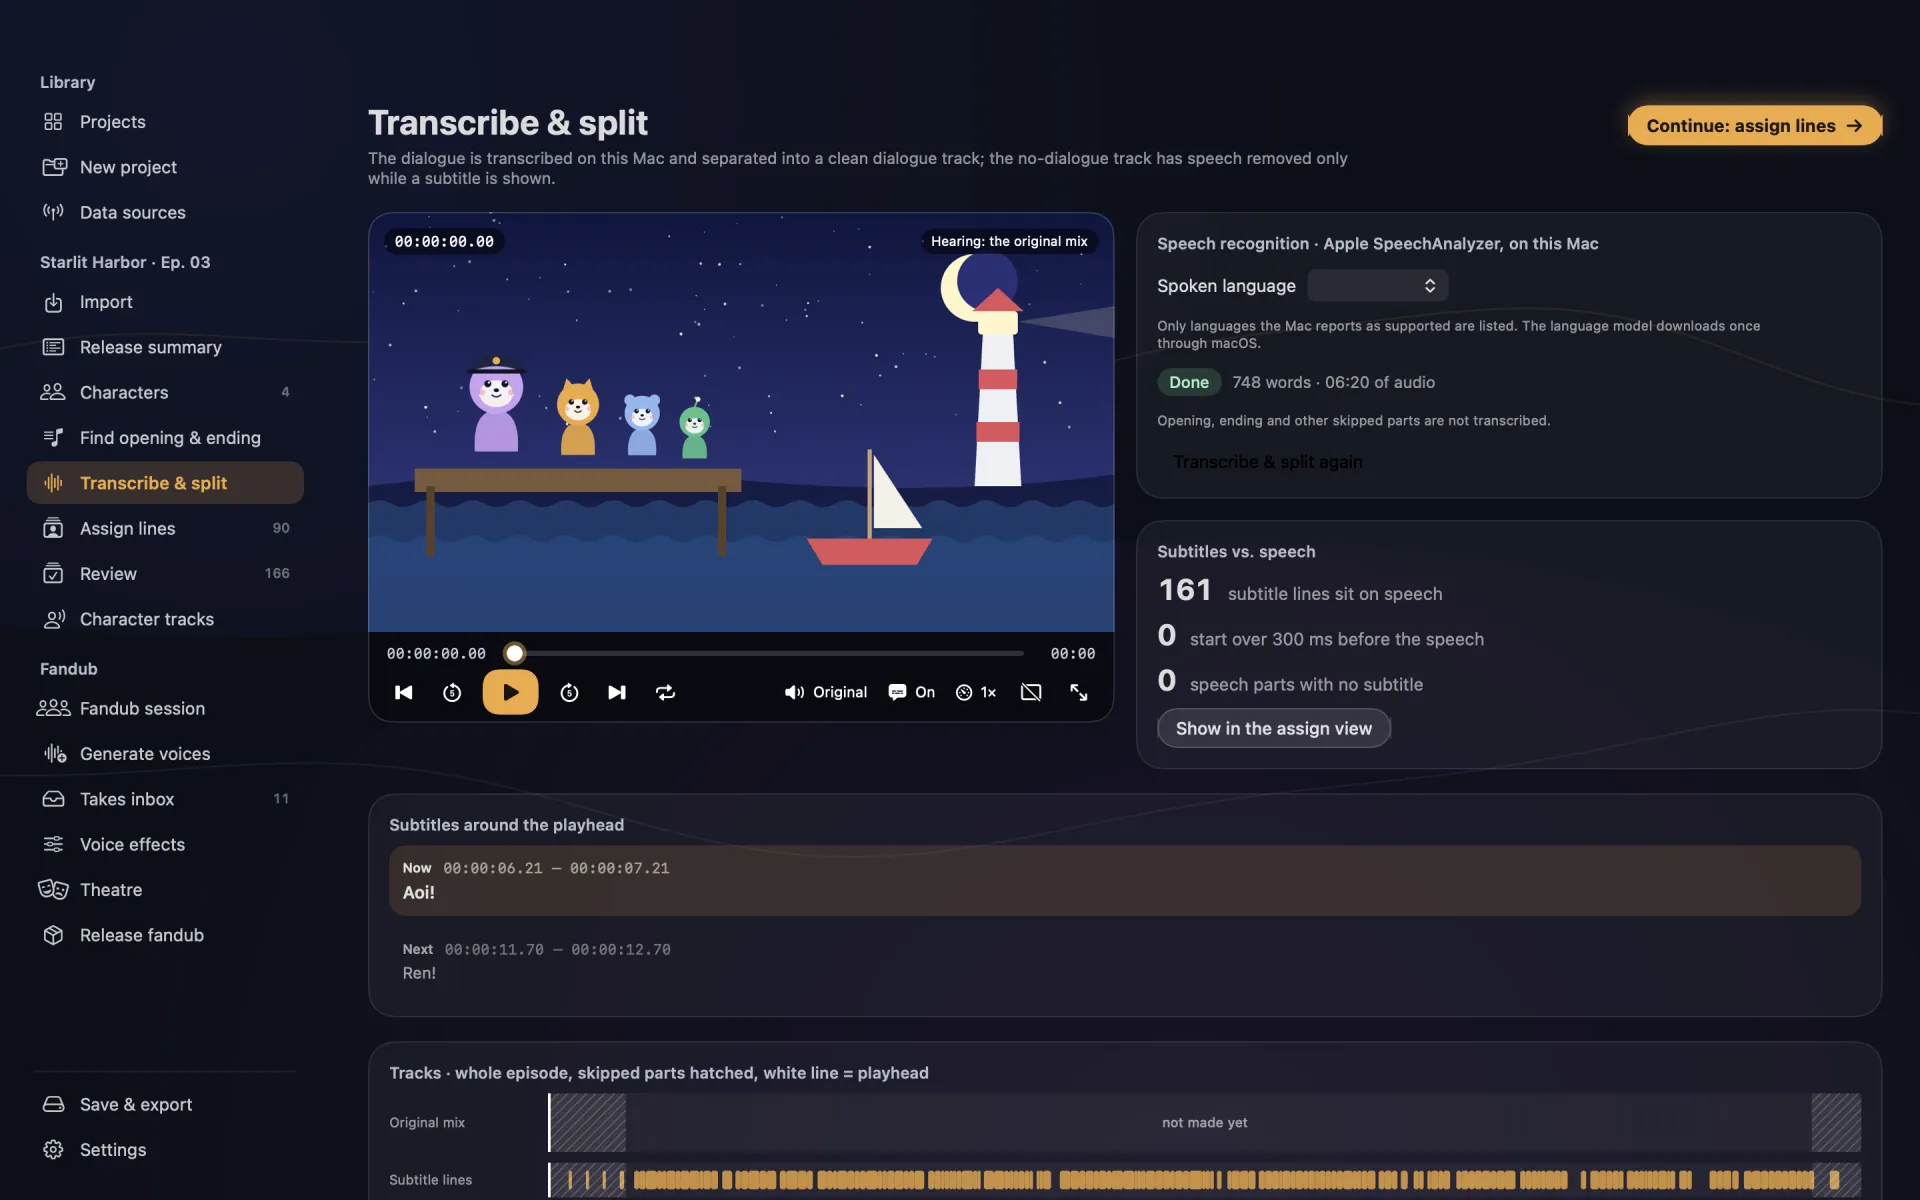 Library
Projects
New project
Data sources
Starlit Harbor · Ep. 03
Import
Release summary
Characters 4
Find opening & ending
Transcribe & split
Assign lines 90
Review 166
Character tracks
Fandub
Fandub session
Generate voices
Takes inbox 11
Voice effects
Theatre
Release fandub
Save & export
Settings
Transcribe & split
The dialogue is transcribed on this Mac and separated into a clean dialogue track; the no-dialogue track has speech removed only
while a subtitle is shown.
Continue: assign lines →
00:00:00.00
Hearing: the original mix
00:00:00.00 00:00
5 5 Original On 1x
Speech recognition · Apple SpeechAnalyzer, on this Mac
Spoken language
Only languages the Mac reports as supported are listed. The language model downloads once
through macOS.
Done 748 words · 06:20 of audio
Opening, ending and other skipped parts are not transcribed.
Transcribe & split again
Subtitles vs. speech
161 subtitle lines sit on speech
0 start over 300 ms before the speech
0 speech parts with no subtitle
Show in the assign view
Subtitles around the playhead
Now 00:00:06.21 – 00:00:07.21
Aoi!
Next 00:00:11.70 – 00:00:12.70
Ren!
Tracks · whole episode, skipped parts hatched, white line = playhead
Original mix not made yet
Subtitle lines